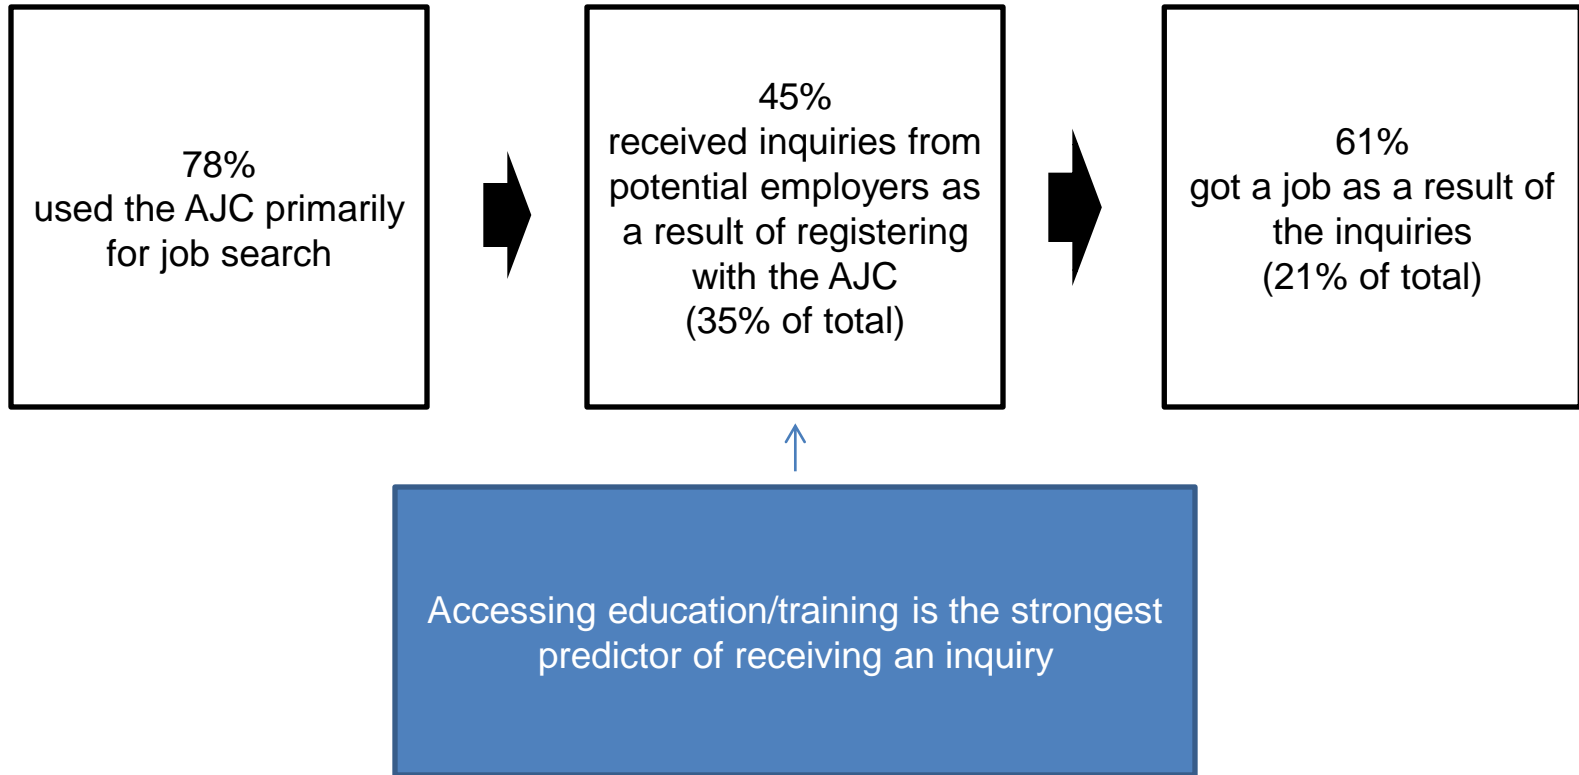 78%
used the AJC primarily
for job search
45%
received inquiries from
potential employers as
a result of registering
with the AJC
(35% of total)
61%
got a job as a result of
the inquiries
(21% of total)
Accessing education/training is the strongest
predictor of receiving an inquiry